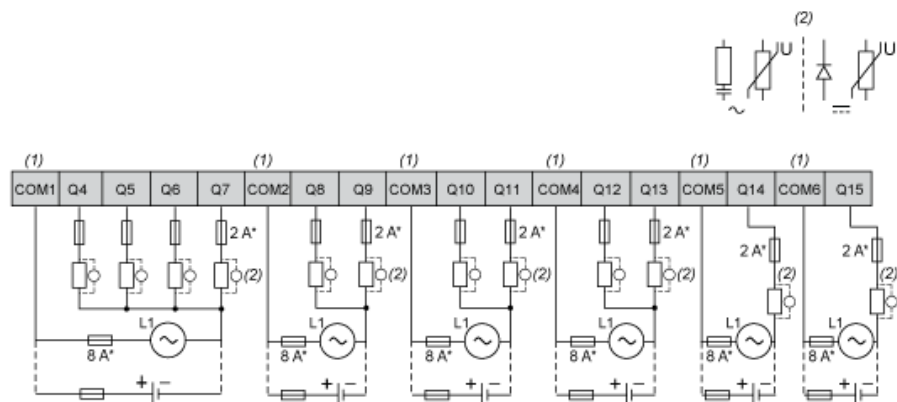 (2)
U U
(1) (1) (1) (1) (1) (1)
COM1 Q4 Q5 Q6 Q7 COM2 Q8 Q9 COM3 Q10 Q11 COM4 Q12 Q13 COM5 Q14 COM6 Q15
2 A* 2 A* 2 A* 2 A* 2 A* 2 A*
(2) (2) (2) (2) (2) (2)
L1 L1 L1 L1 L1 L1
8 A* 8 A* 8 A* 8 A* 8 A* 8 A*
+ − + − + − + − + − + −